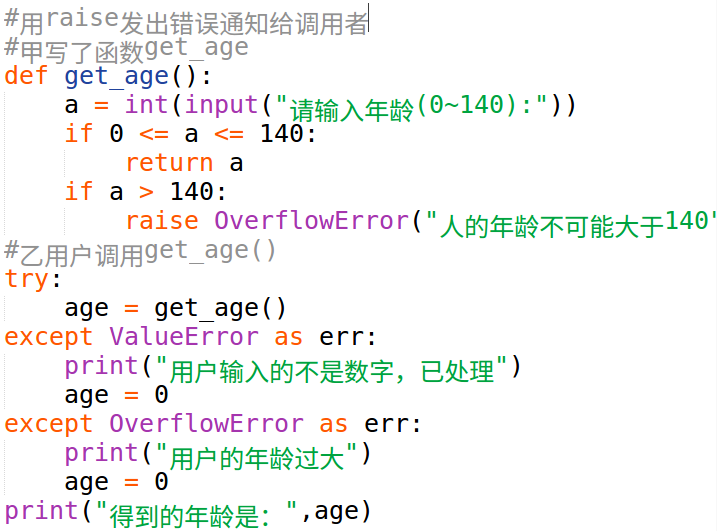 #用raise发出错误通知给调用者
#甲写了函数get_age
def get_age():
    a = int(input("请输入年龄(0~140):"))
    if 0 <= a <= 140:
        return a
    if a > 140:
        raise OverflowError("人的年龄不可能大于140"
#乙用户调用get_age()
try:
    age = get_age()
except ValueError as err:
    print("用户输入的不是数字，已处理")
    age = 0
except OverflowError as err:
    print("用户的年龄过大")
    age = 0
print("得到的年龄是：",age)